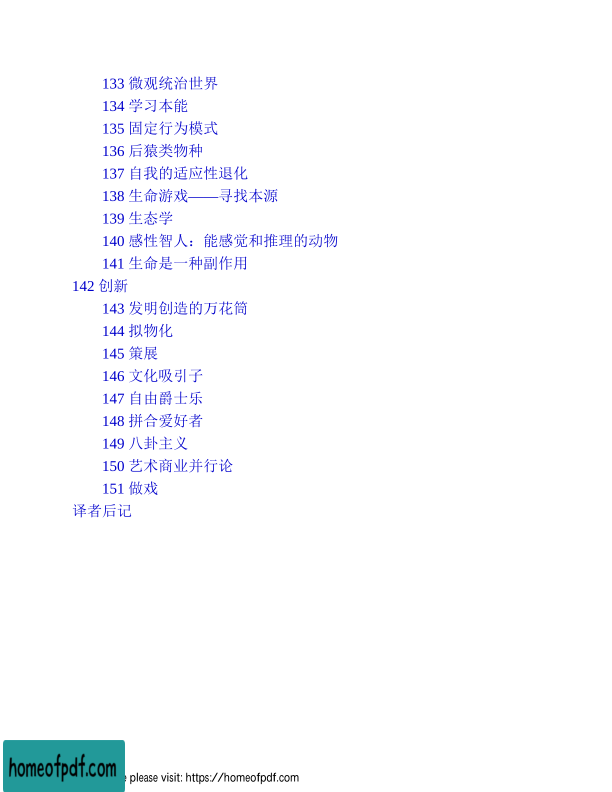 133 微观统治世界
134 学习本能
135 固定行为模式
136 后猿类物种
137 自我的适应性退化
138 生命游戏——寻找本源
139 生态学
140 感性智人：能感觉和推理的动物
141 生命是一种副作用
142 创新
143 发明创造的万花筒
144 拟物化
145 策展
146 文化吸引子
147 自由爵士乐
148 拼合爱好者
149 八卦主义
150 艺术商业并行论
151 做戏
译者后记
homeofpdf.com
please visit: https://homeofpdf.com